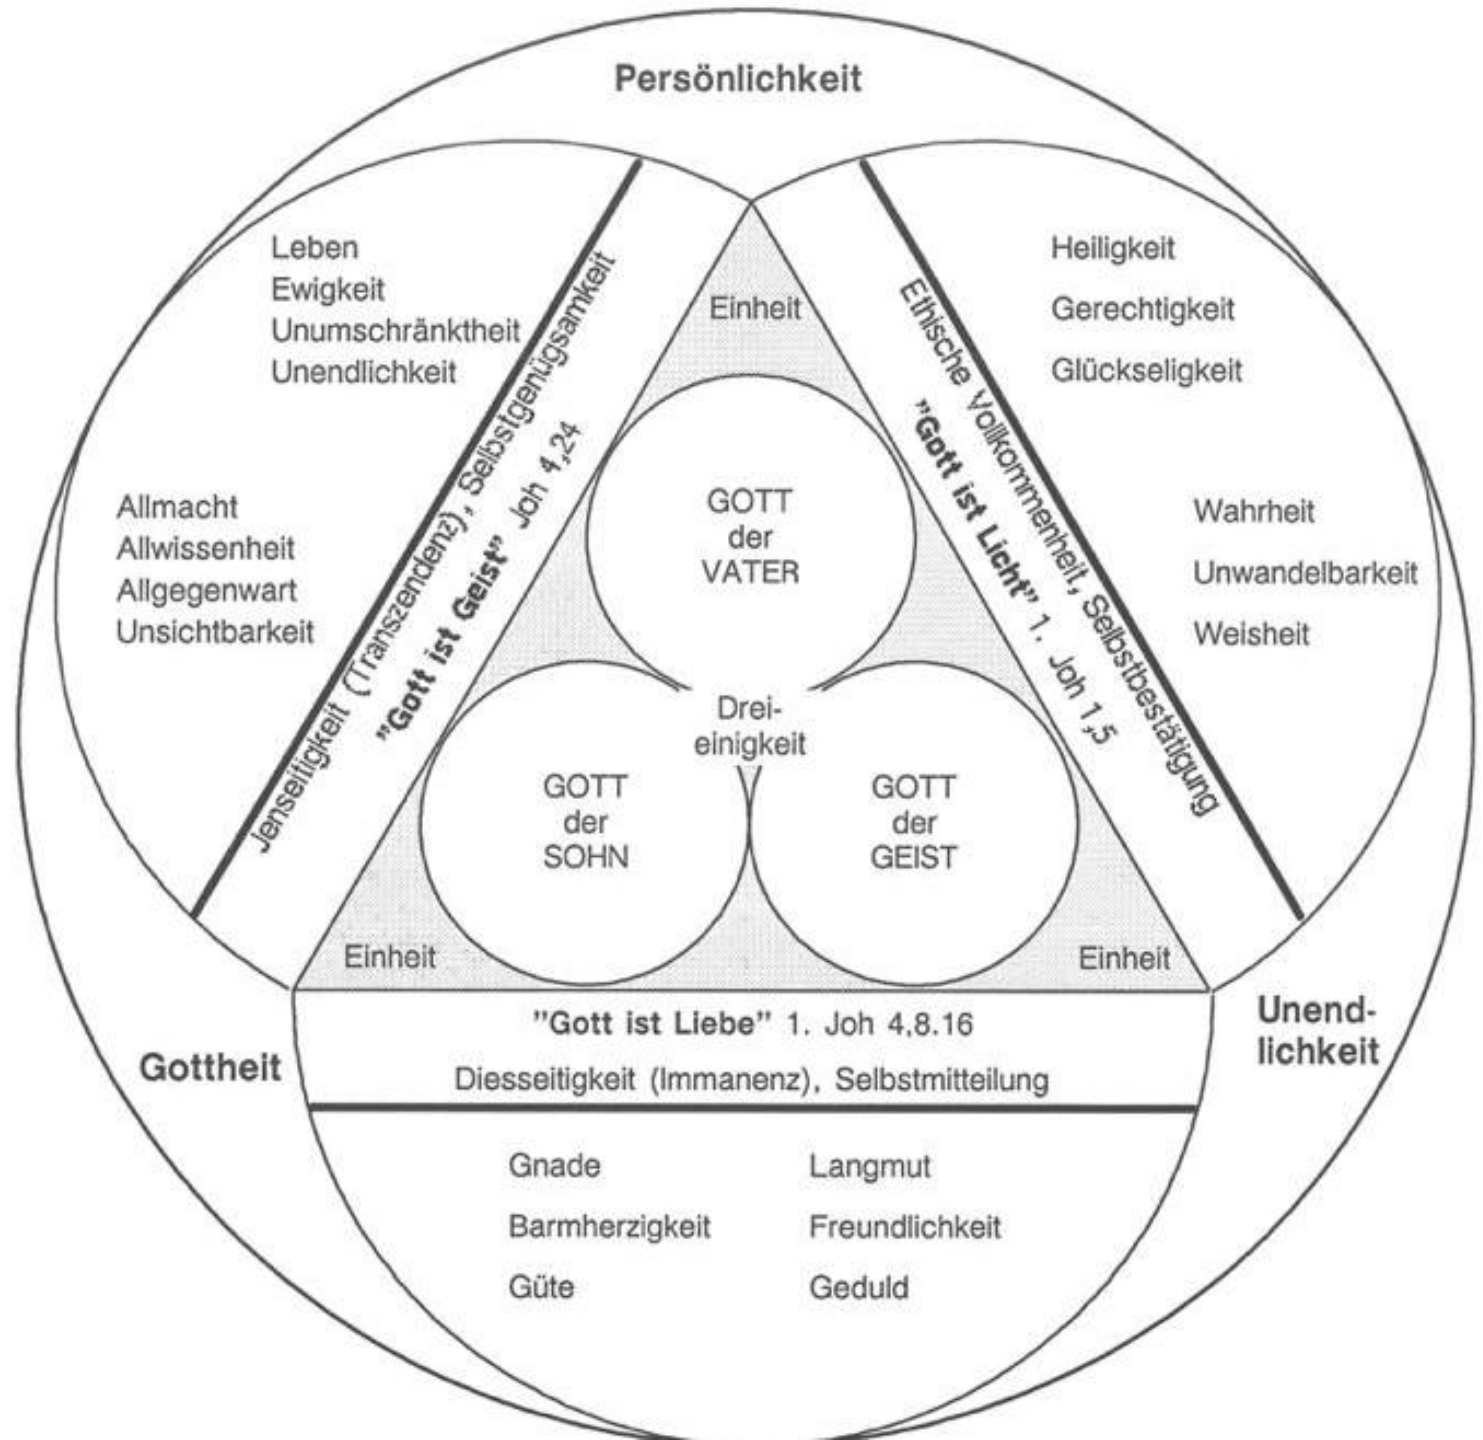 Persönlichkeit
Leben
Ewigkeit
Unumschränktheit
Unendlichkeit
Allmacht
Allwissenheit
Allgegenwart
Unsichtbarkeit
Jenseitigkeit (Transzendenz), Selbstgenügsamkeit
"Gott ist Geist" Joh 4,24
Einheit
GOTT
der
VATER
Drei-
einigkeit
GOTT
der
SOHN
GOTT
der
GEIST
Einheit
Einheit
Ethische Vollkommenheit, Selbstbestätigung
"Gott ist Licht" 1. Joh 1,5
Heiligkeit
Gerechtigkeit
Glückseligkeit
Wahrheit
Unwandelbarkeit
Weisheit
Gottheit
Unend-
lichkeit
"Gott ist Liebe" 1. Joh 4,8.16
Diesseitigkeit (Immanenz), Selbstmitteilung
Gnade
Barmherzigkeit
Güte
Langmut
Freundlichkeit
Geduld